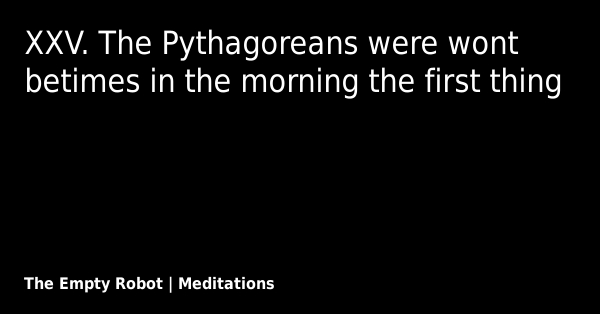 XXV. The Pythagoreans were wont
betimes in the morning the first thing
The Empty Robot | Meditations